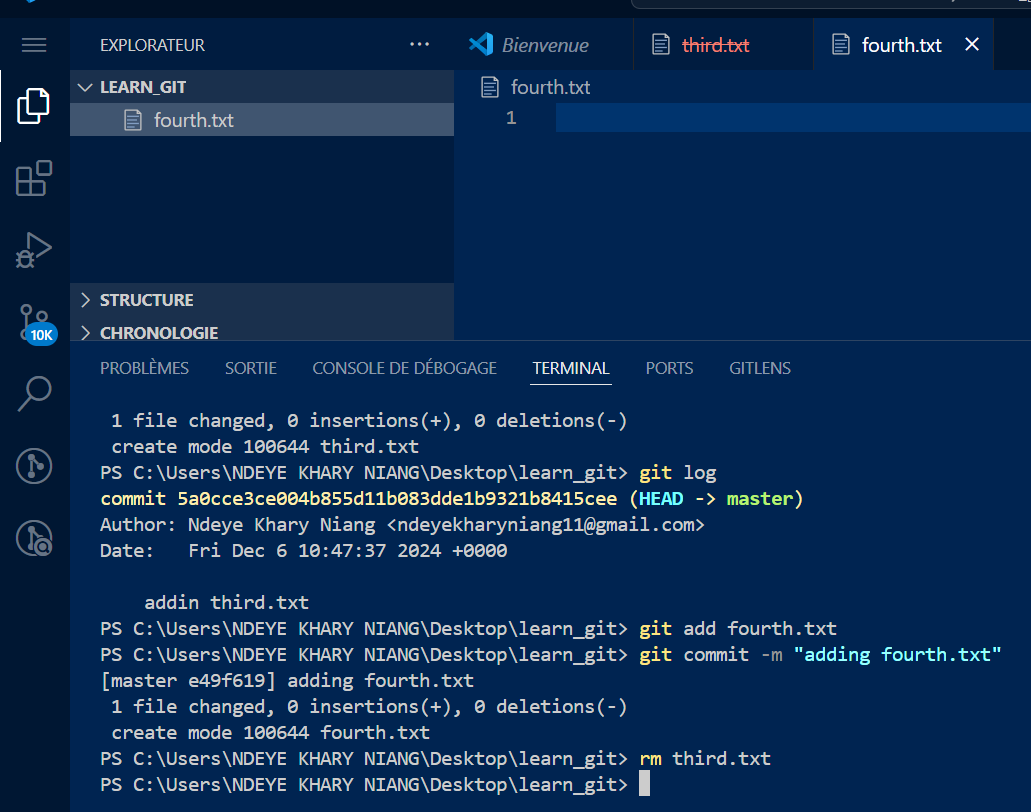 EXPLORATEUR
LEARN_GIT
fourth.txt
STRUCTURE
CHRONOLOGIE
10K
Bienvenue
third.txt
fourth.txt
fourth.txt
1
PROBLÈMES SORTIE CONSOLE DE DÉBOGAGE TERMINAL PORTS GITLENS
1 file changed, 0 insertions(+), 0 deletions(-)
create mode 100644 third.txt
PS C:\Users\NDEYE KHARY NIANG\Desktop\learn_git> git log
commit 5a0cce3ce004b855d11b083dde1b9321b8415cee (HEAD -> master)
Author: Ndeye Khary Niang <ndeyekharyniang11@gmail.com>
Date:   Fri Dec 6 10:47:37 2024 +0000
addin third.txt
PS C:\Users\NDEYE KHARY NIANG\Desktop\learn_git> git add fourth.txt
PS C:\Users\NDEYE KHARY NIANG\Desktop\learn_git> git commit -m "adding fourth.txt"
[master e49f619] adding fourth.txt
1 file changed, 0 insertions(+), 0 deletions(-)
create mode 100644 fourth.txt
PS C:\Users\NDEYE KHARY NIANG\Desktop\learn_git> rm third.txt
PS C:\Users\NDEYE KHARY NIANG\Desktop\learn_git>